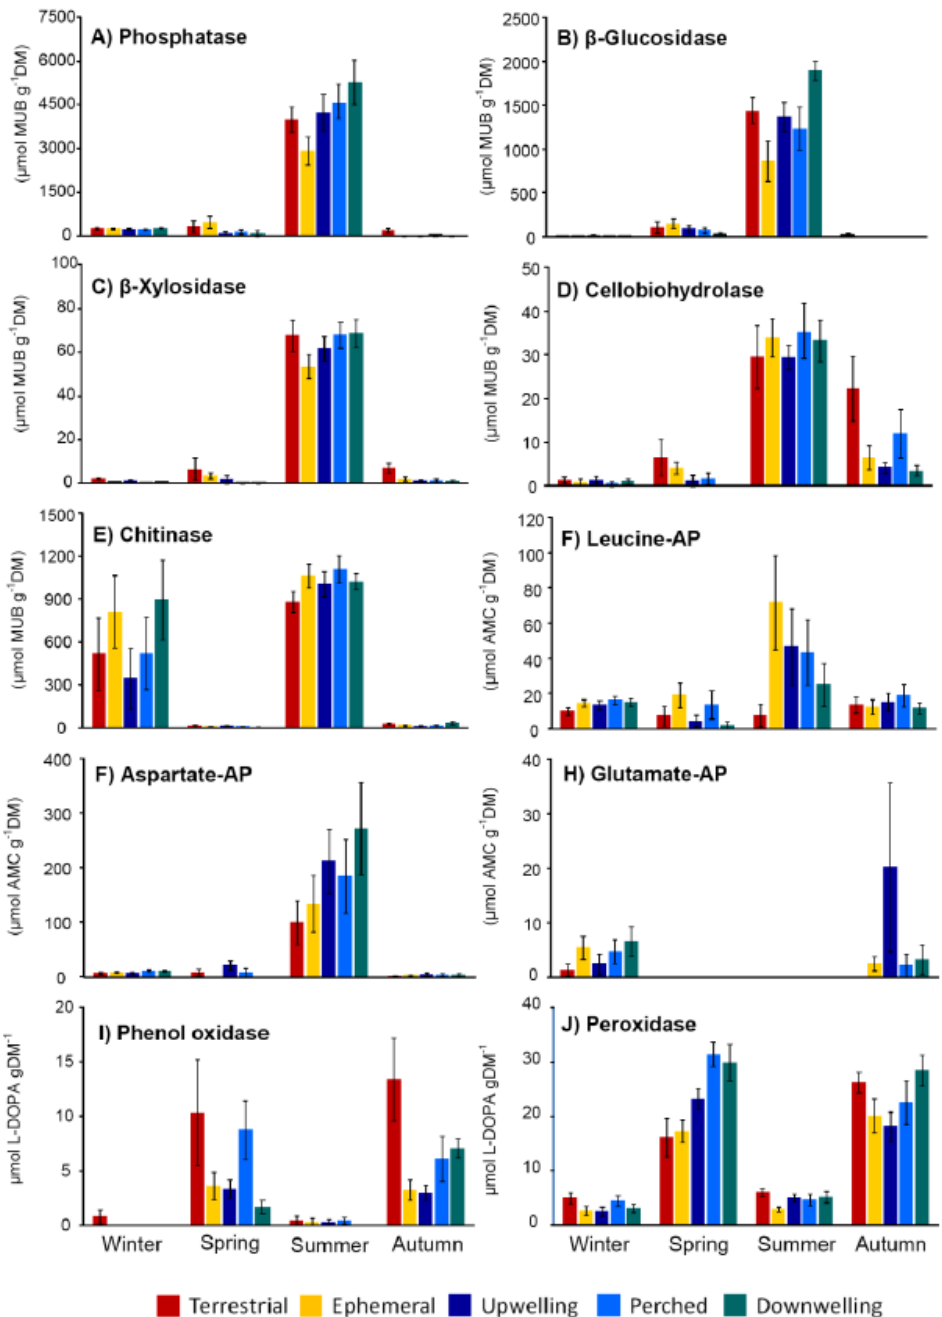 A) Phosphatase
(μmol MUB g⁻¹DM)
7500
6000
4500
3000
1500
0
B) β-Glucosidase
(μmol MUB g⁻¹DM)
2500
2000
1500
1000
500
0
C) β-Xylosidase
(μmol MUB g⁻¹DM)
100
80
60
40
20
0
D) Cellobiohydrolase
(μmol MUB g⁻¹DM)
50
40
30
20
10
0
E) Chitinase
(μmol MUB g⁻¹DM)
1500
1200
900
600
300
0
F) Leucine-AP
(μmol AMC g⁻¹DM)
120
100
80
60
40
20
0
F) Aspartate-AP
(μmol AMC g⁻¹DM)
400
300
200
100
0
H) Glutamate-AP
(μmol AMC g⁻¹DM)
40
30
20
10
0
I) Phenol oxidase
μmol L-DOPA gDM⁻¹
20
15
10
5
0
Winter Spring Summer Autumn
J) Peroxidase
μmol L-DOPA gDM⁻¹
40
30
20
10
0
Winter Spring Summer Autumn
Terrestrial Ephemeral Upwelling Perched Downwelling